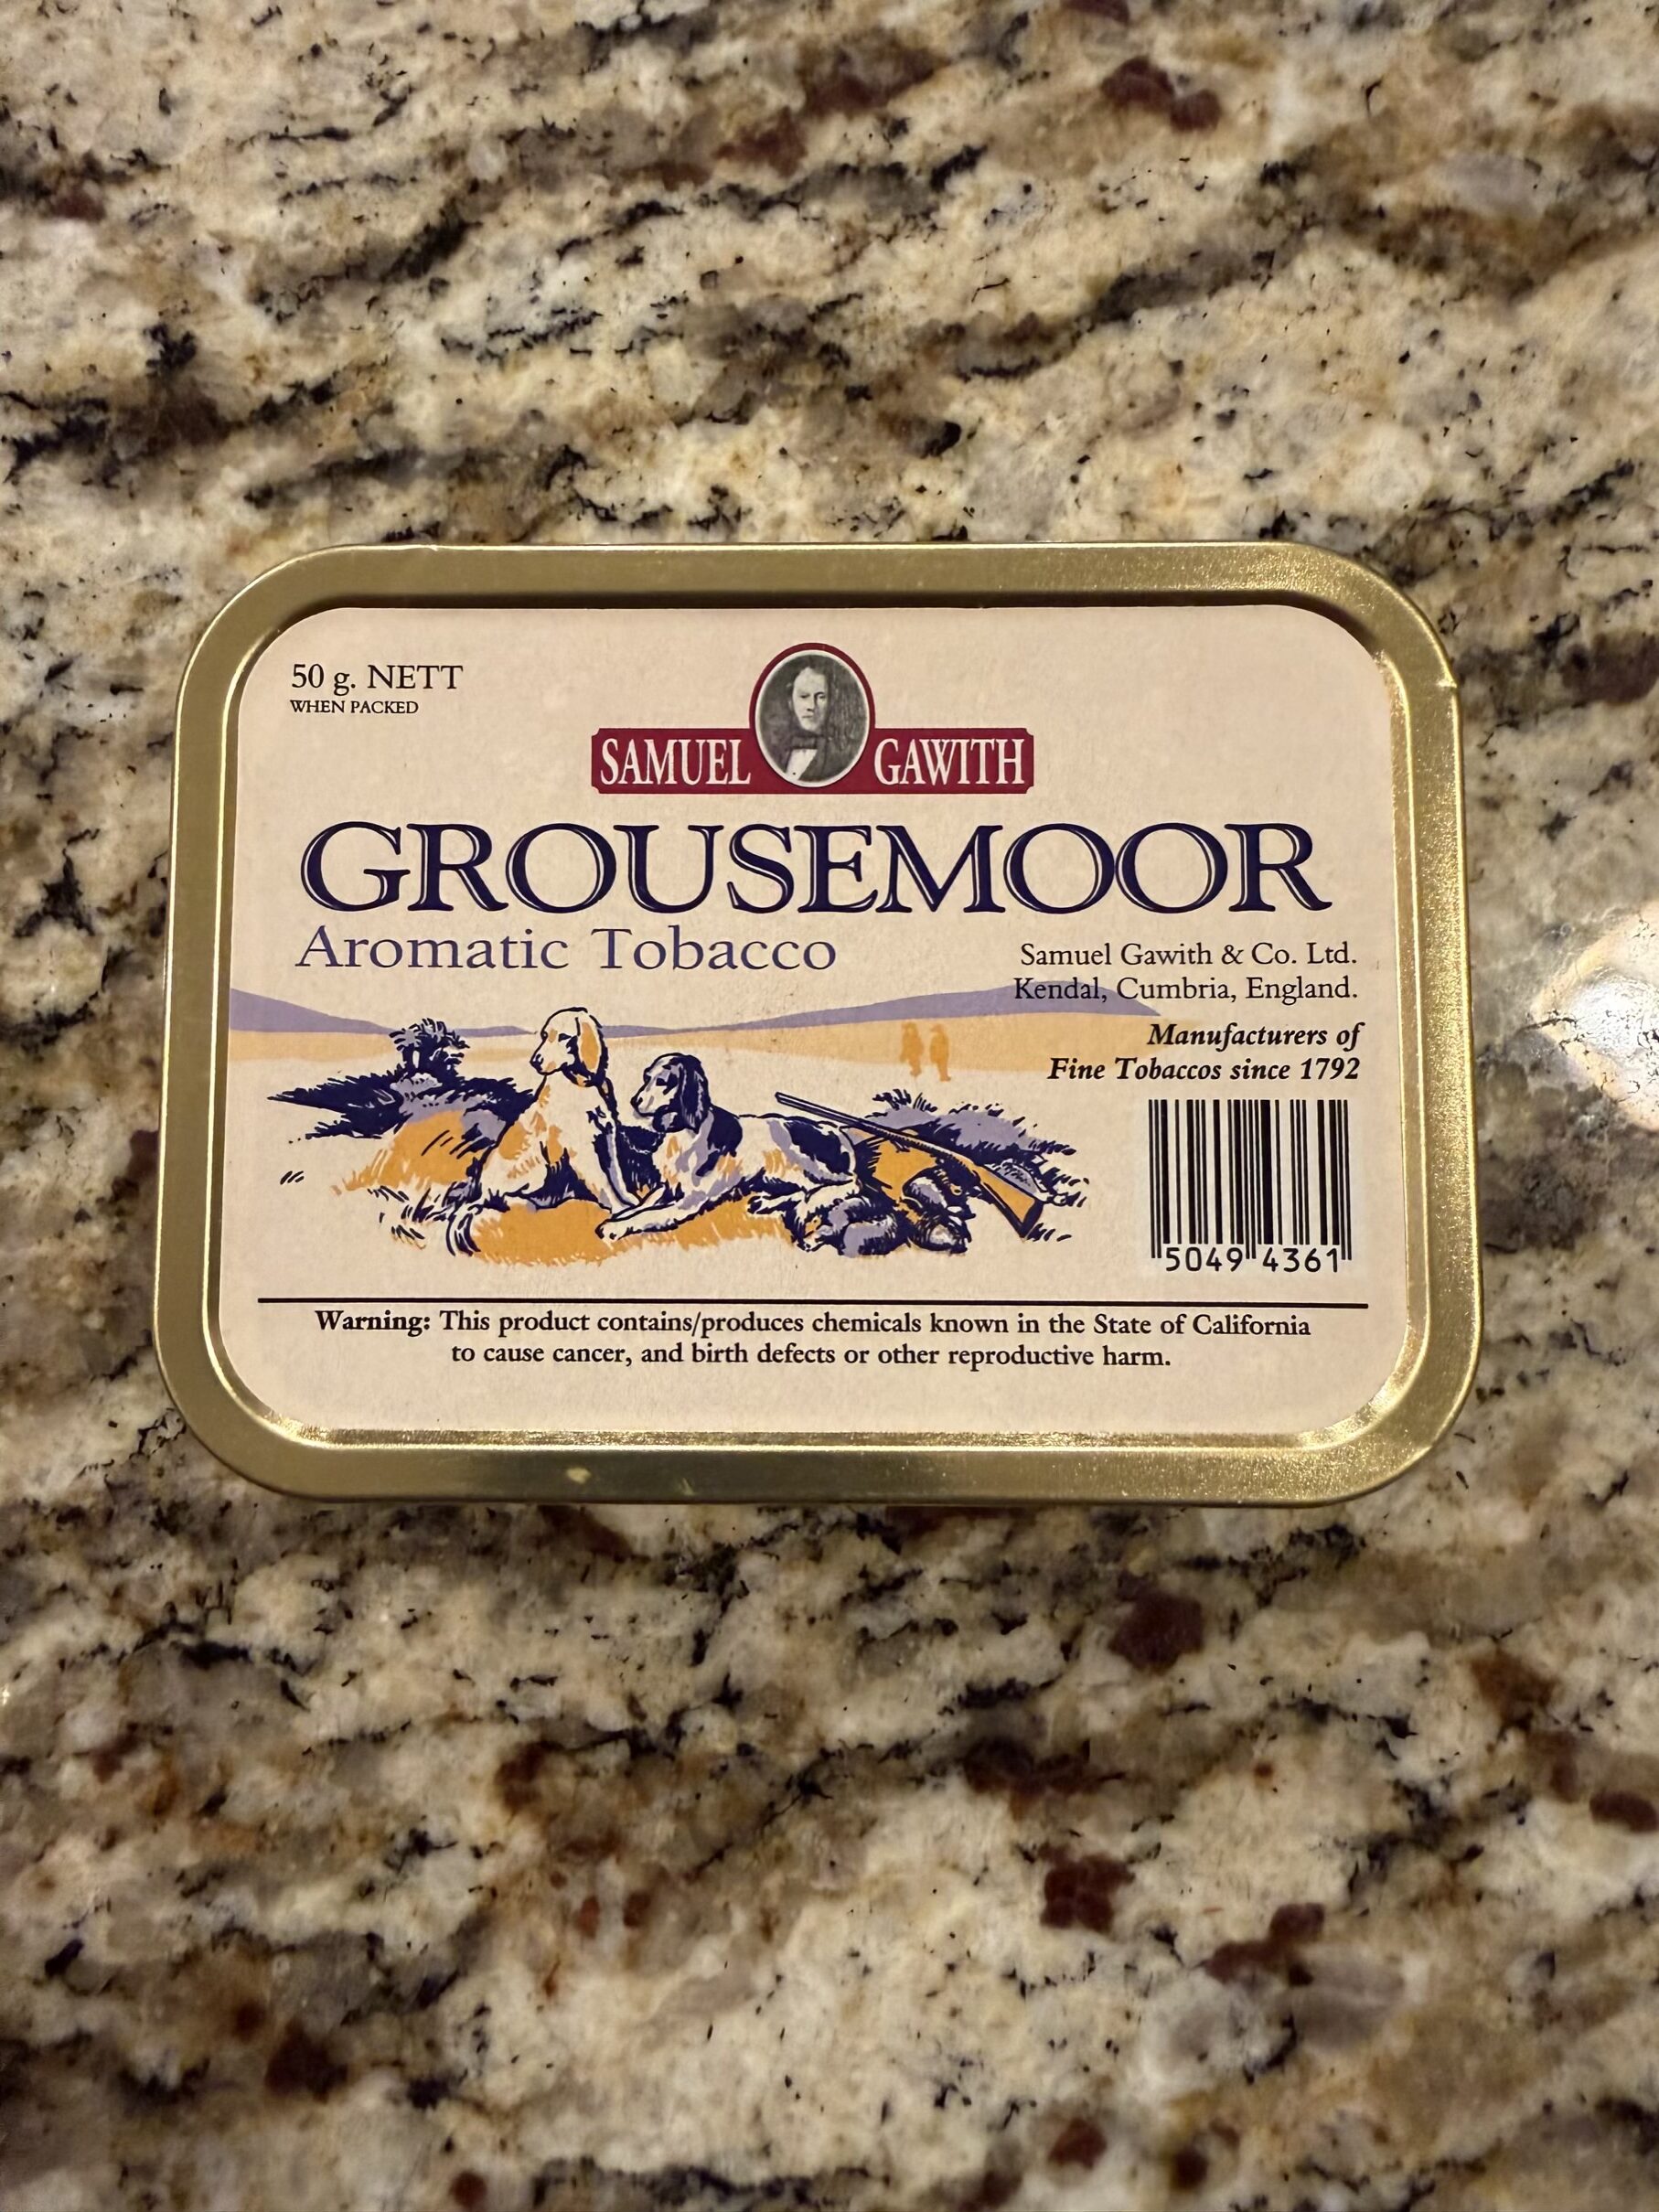 50 g. NETT
WHEN PACKED
SAMUEL GAWITH
GROUSEMOOR
Aromatic Tobacco
Samuel Gawith & Co. Ltd.
Kendal, Cumbria, England.
Manufacturers of
Fine Tobaccos since 1792
5049 4361
Warning: This product contains/produces chemicals known in the State of California
to cause cancer, and birth defects or other reproductive harm.